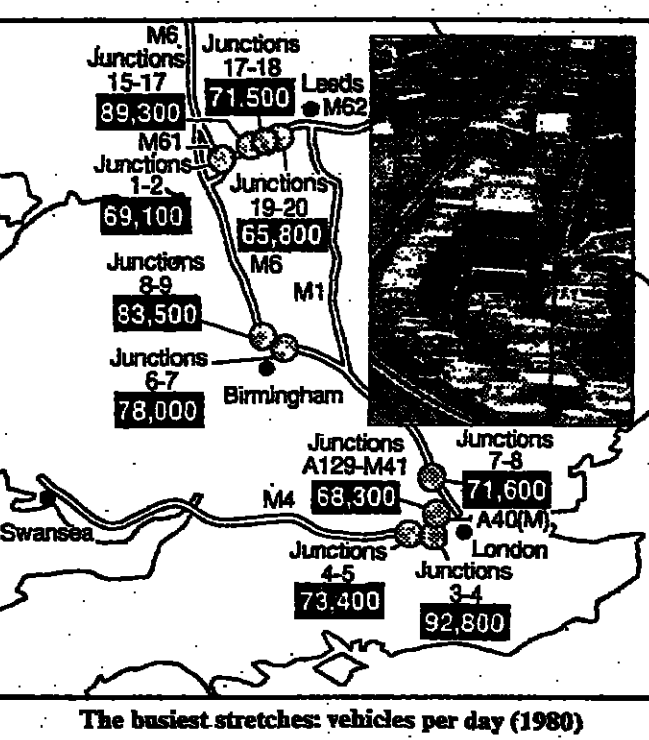 M6
Junctions
15-17
89,300
Junctions
17-18
71.500
Leeds
M62
M61
Junctions
1-2
69,100
Junctions
19-20
65,800
M6
M1
Junctions
8-9
83,500
Junctions
6-7
78,000
Birmingham
Junctions
A129-M41
68,300
Junctions
7-8
71,600
M4
A40(M)
Swansea
London
Junctions
4-5
73,400
Junctions
3-4
92,800
The busiest stretches: vehicles per day (1980)